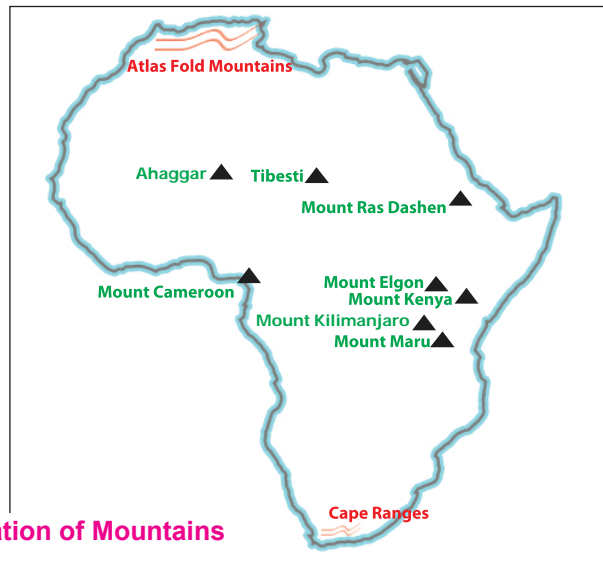 Atlas Fold Mountains
Ahaggar
Tibesti
Mount Ras Dashen
Mount Cameroon
Mount Elgon
Mount Kenya
Mount Kilimanjaro
Mount Maru
Cape Ranges
of Mountains